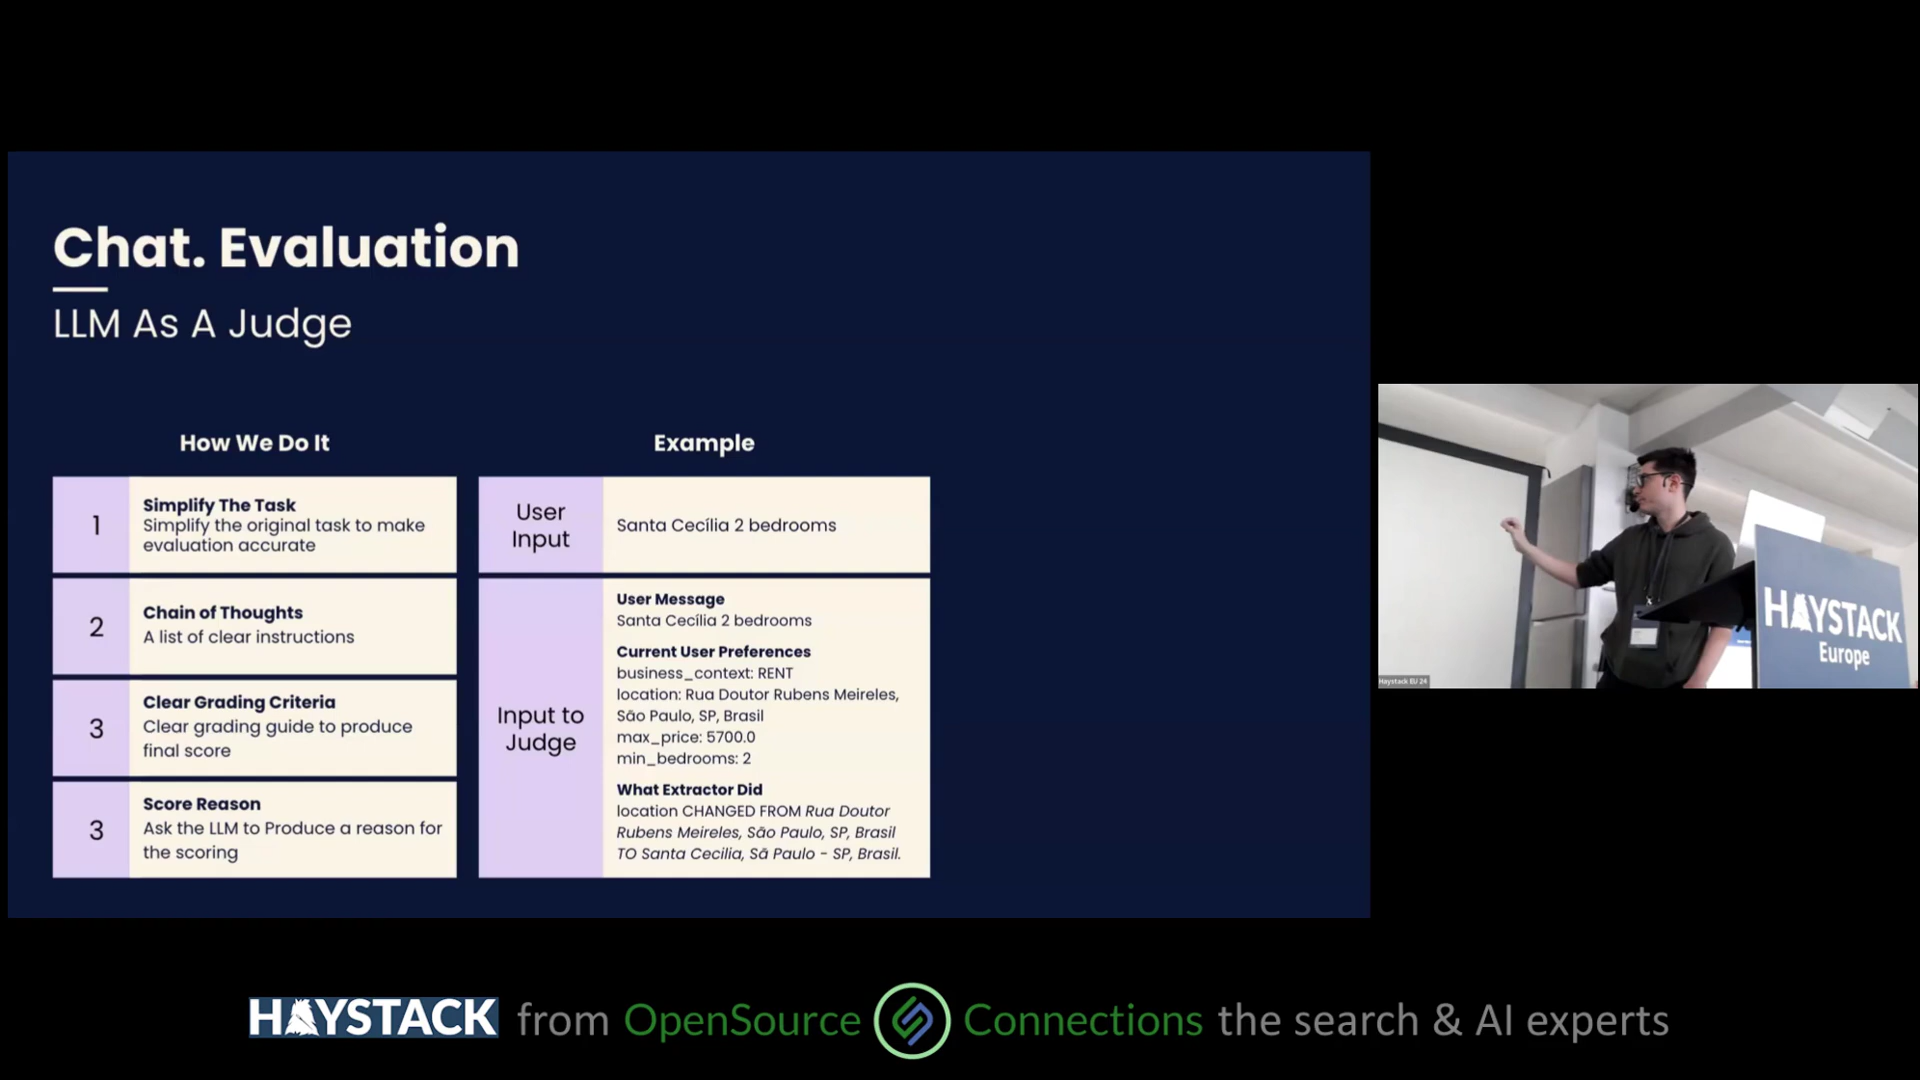 Chat. Evaluation
LLM As A Judge
How We Do It
1
Simplify The Task
Simplify the original task to make
evaluation accurate
2
Chain of Thoughts
A list of clear instructions
3
Clear Grading Criteria
Clear grading guide to produce
final score
3
Score Reason
Ask the LLM to Produce a reason for
the scoring
Example
User
Input
Santa Cecília 2 bedrooms
Input to
Judge
User Message
Santa Cecília 2 bedrooms
Current User Preferences
business_context: RENT
location: Rua Doutor Rubens Meireles,
São Paulo, SP, Brasil
max_price: 5700.0
min_bedrooms: 2
What Extractor Did
location CHANGED FROM Rua Doutor
Rubens Meireles, São Paulo, SP, Brasil
TO Santa Cecilia, Sã Paulo - SP, Brasil.
HAYSTACK
Europe
Haystack EU 24
HAYSTACK from OpenSource Connections the search & AI experts